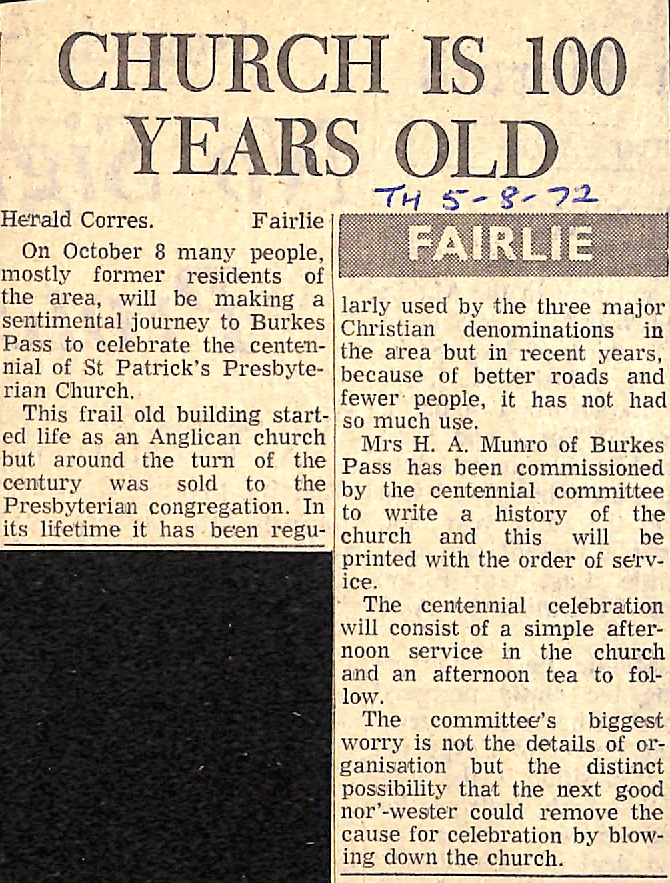 CHURCH IS 100
YEARS OLD
TH 5-8-72
Herald Corres. Fairlie
On October 8 many people,
mostly former residents of
the area, will be making a
sentimental journey to Burkes
Pass to celebrate the centen-
nial of St Patrick's Presbyte-
rian Church.
This frail old building start-
ed life as an Anglican church
but around the turn of the
century was sold to the
Presbyterian congregation. In
its lifetime it has been regu-
FAIRLIE
larly used by the three major
Christian denominations in
the area but in recent years,
because of better roads and
fewer people, it has not had
so much use.
Mrs H. A. Munro of Burkes
Pass has been commissioned
by the centennial committee
to write a history of the
church and this will be
printed with the order of serv-
ice.
The centennial celebration
will consist of a simple after-
noon service in the church
and an afternoon tea to fol-
low.
The committee's biggest
worry is not the details of or-
ganisation but the distinct
possibility that the next good
nor'-wester could remove the
cause for celebration by blow-
ing down the church.